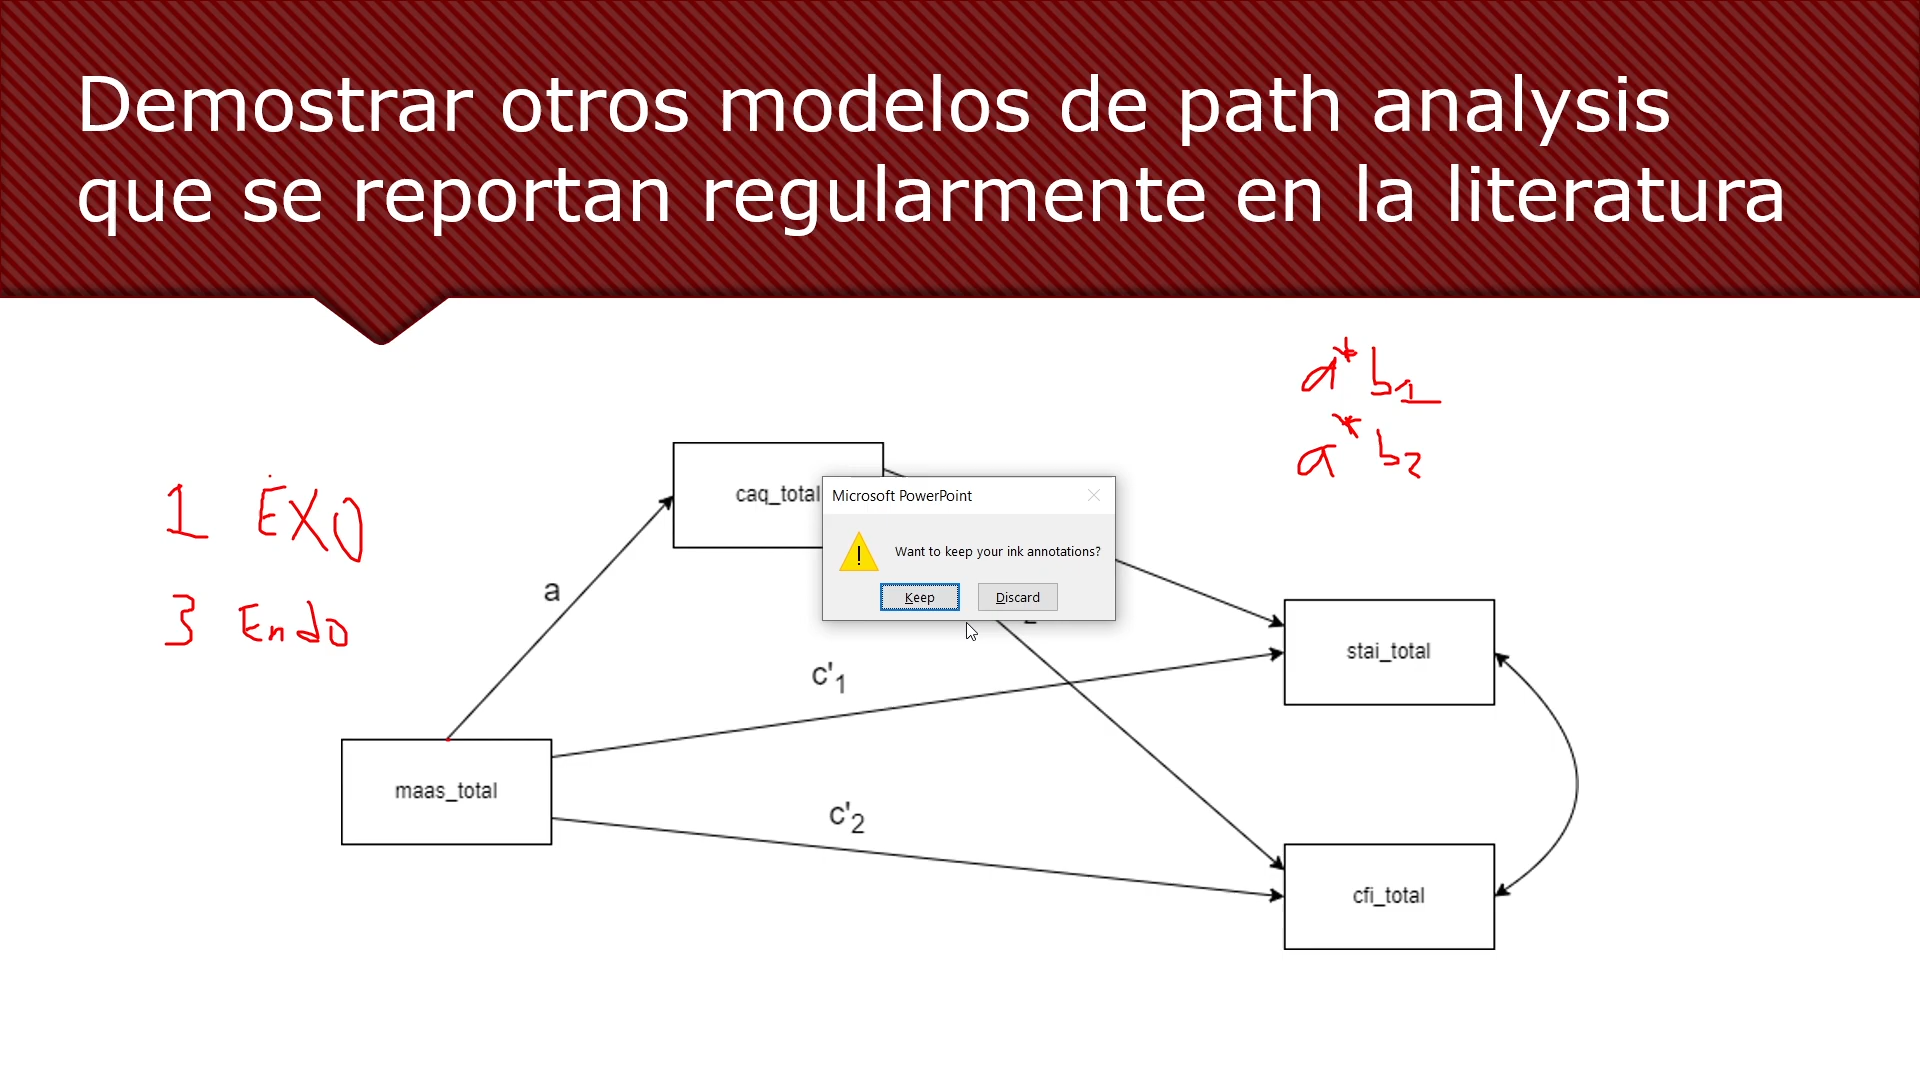 Demostrar otros modelos de path analysis
que se reportan regularmente en la literatura
a*b1
a*b2
1 EXO
3 Endo
caq_total
a
Microsoft PowerPoint
Want to keep your ink annotations?
Keep
Discard
2
stai_total
c'1
maas_total
c'2
cfi_total